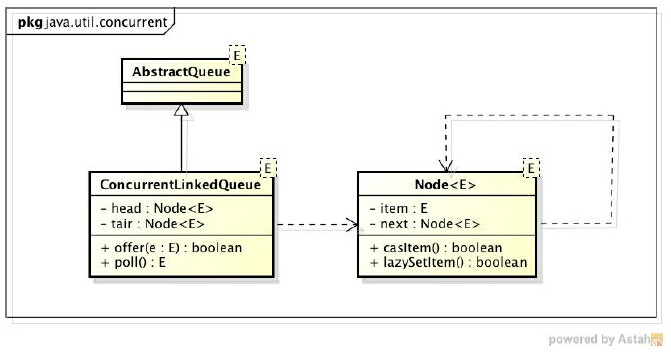 pkg java.util.concurrent
E
AbstractQueue
E
ConcurrentLinkedQueue
- head : Node<E>
- tair : Node<E>
+ offer(e : E) : boolean
+ poll() : E
E
Node<E>
- item : E
- next : Node<E>
+ casItem() : boolean
+ lazySetItem() : boolean
powered by Astah